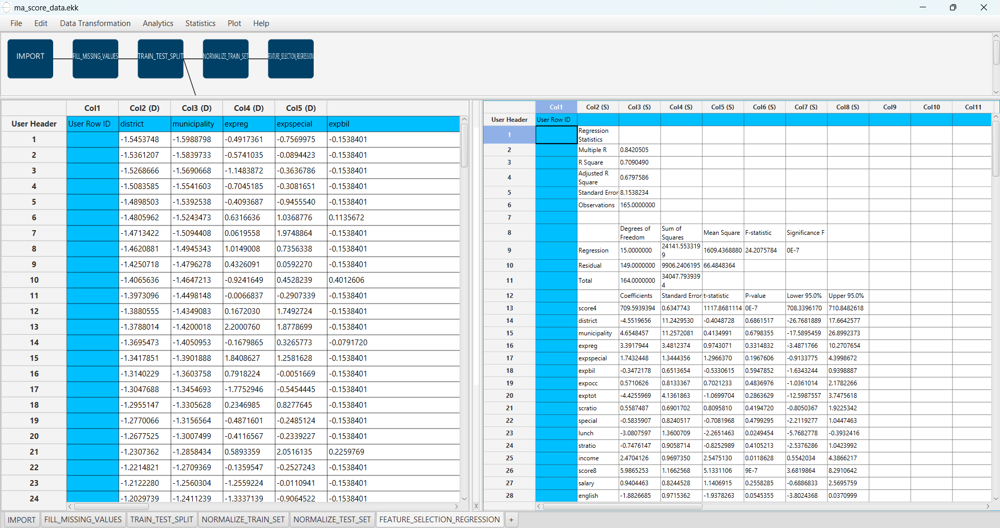 ma_score_data.ekk
File Edit Data Transformation Analytics Statistics Plot Help
IMPORT FILL_MISSING_VALUES TRAIN_TEST_SPLIT NORMALIZE_TRAIN_SET FEATURE_SELECTION_REGRESSION
Col1 Col2 (D) Col3 (D) Col4 (D) Col5 (D)
User Header User Row ID district municipality expreg expspecial expbil
1 -1.5453748 -1.5988798 -0.4917361 -0.7569975 -0.1538401
2 -1.5361207 -1.5839733 -0.5741035 -0.0894423 -0.1538401
3 -1.5268666 -1.5690668 -1.1483872 -0.3636786 -0.1538401
4 -1.5083585 -1.5541603 -0.7045185 -0.3081651 -0.1538401
5 -1.4898503 -1.5392538 -0.4093687 -0.9455540 -0.1538401
6 -1.4805962 -1.5243473 0.6316636 1.0368776 0.1135672
7 -1.4713422 -1.5094408 0.0619558 1.9748864 -0.1538401
8 -1.4620881 -1.4945343 1.0149008 0.7356338 -0.1538401
9 -1.4250718 -1.4796278 0.4326091 0.0592270 -0.1538401
10 -1.4065636 -1.4647213 -0.9241649 0.4528239 0.4012606
11 -1.3973096 -1.4498148 -0.0066837 -0.2907339 -0.1538401
12 -1.3880555 -1.4349083 0.1672030 1.7492724 -0.1538401
13 -1.3788014 -1.4200018 2.2000760 1.8778699 -0.1538401
14 -1.3695473 -1.4050953 -0.1679865 0.3265773 -0.0791720
15 -1.3417851 -1.3901888 1.8408627 1.2581628 -0.1538401
16 -1.3140229 -1.3603758 0.7918224 -0.0051669 -0.1538401
17 -1.3047688 -1.3454693 -1.7752946 -0.5454445 -0.1538401
18 -1.2955147 -1.3305628 0.2346985 0.8277645 -0.1538401
19 -1.2770066 -1.3156564 -0.4871601 -0.2485124 -0.1538401
20 -1.2677525 -1.3007499 -0.4116567 -0.2339227 -0.1538401
21 -1.2307362 -1.2858434 0.5893359 2.0516135 0.2259769
22 -1.2214821 -1.2709369 -0.1359547 -0.2527243 -0.1538401
23 -1.2122280 -1.2560304 -1.2559224 -0.0110941 -0.1538401
24 -1.2029739 -1.2411239 -1.3337139 -0.9064522 -0.1538401
Col1 Col2 (S) Col3 (S) Col4 (S) Col5 (S) Col6 (S) Col7 (S) Col8 (S) Col9 Col10 Col11
User Header User Row ID
1 Regression
Statistics
2 Multiple R 0.8420505
3 R Square 0.7090490
4 Adjusted R
Square 0.6797586
5 Standard Error 8.1538234
6 Observations 165.0000000
7
8 Degrees of
Freedom Sum of
Squares Mean Square F-statistic Significance F
9 Regression 15.0000000 24141.553319
9 1609.4368880 24.2075784 0E-7
10 Residual 149.0000000 9906.2406195 66.4848364
11 Total 164.0000000 34047.793939
4
12 Coefficients Standard Error t-statistic P-value Lower 95.0% Upper 95.0%
13 score4 709.5939394 0.6347743 1117.8681114 0E-7 708.3396170 710.8482618
14 district -4.5519656 11.2429530 -0.4048728 0.6861517 -26.7681889 17.6642577
15 municipality 4.6548457 11.2572081 0.4134991 0.6798355 -17.5895459 26.8992373
16 expreg 3.3917944 3.4812374 0.9743071 0.3314832 -3.4871766 10.2707654
17 expspecial 1.7432448 1.3444356 1.2966370 0.1967606 -0.9133775 4.3998672
18 expbil -0.3472178 0.6513654 -0.5330615 0.5947852 -1.6343244 0.9398887
19 expocc 0.5710626 0.8133367 0.7021233 0.4836976 -1.0361014 2.1782266
20 exptot -4.4255969 4.1361863 -1.0699704 0.2863629 -12.5987557 3.7475618
21 scratio 0.5587487 0.6901702 0.8095810 0.4194720 -0.8050367 1.9225342
22 special -0.5835907 0.8240517 -0.7081968 0.4799295 -2.2119277 1.0447463
23 lunch -3.0807597 1.3600709 -2.2651463 0.0249454 -5.7682778 -0.3932416
24 stratio -0.7476147 0.9058714 -0.8252989 0.4105213 -2.5376286 1.0423992
25 income 2.4704126 0.9697350 2.5475130 0.0118628 0.5542034 4.3866217
26 score8 5.9865253 1.1662568 5.1331106 9E-7 3.6819864 8.2910642
27 salary 0.9404463 0.8244528 1.1406915 0.2558285 -0.6886833 2.5695759
28 english -1.8826685 0.9715362 -1.9378263 0.0545355 -3.8024368 0.0370999
IMPORT FILL_MISSING_VALUES TRAIN_TEST_SPLIT NORMALIZE_TRAIN_SET NORMALIZE_TEST_SET FEATURE_SELECTION_REGRESSION +